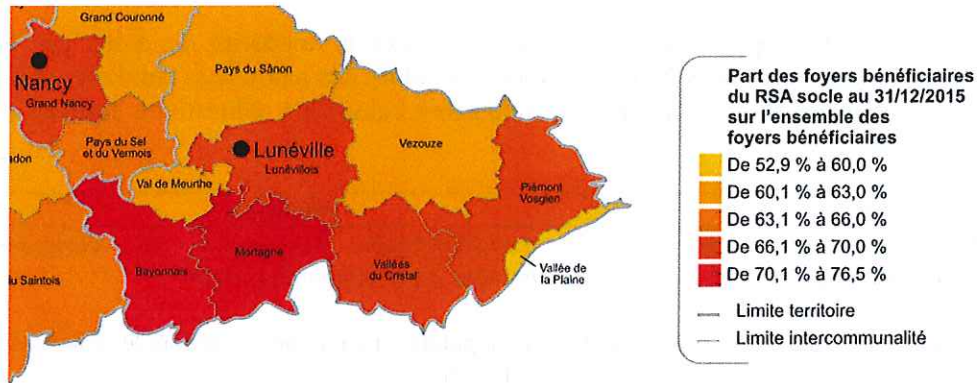 Grand Couronné
Nancy
Grand Nancy
Pays du Sânon
Pays du Sel
et du Vermois
Lunéville
Lunévillois
Vezouze
Val de Meurthe
Piémont
Vosgien
Bayonnais
Mortagne
Vallées
du Cristal
Vallée de
la Plaine
du Saintois
Part des foyers bénéficiaires
du RSA socle au 31/12/2015
sur l'ensemble des
foyers bénéficiaires
De 52,9 % à 60,0 %
De 60,1 % à 63,0 %
De 63,1 % à 66,0 %
De 66,1 % à 70,0 %
De 70,1 % à 76,5 %
Limite territoire
Limite intercommunalité